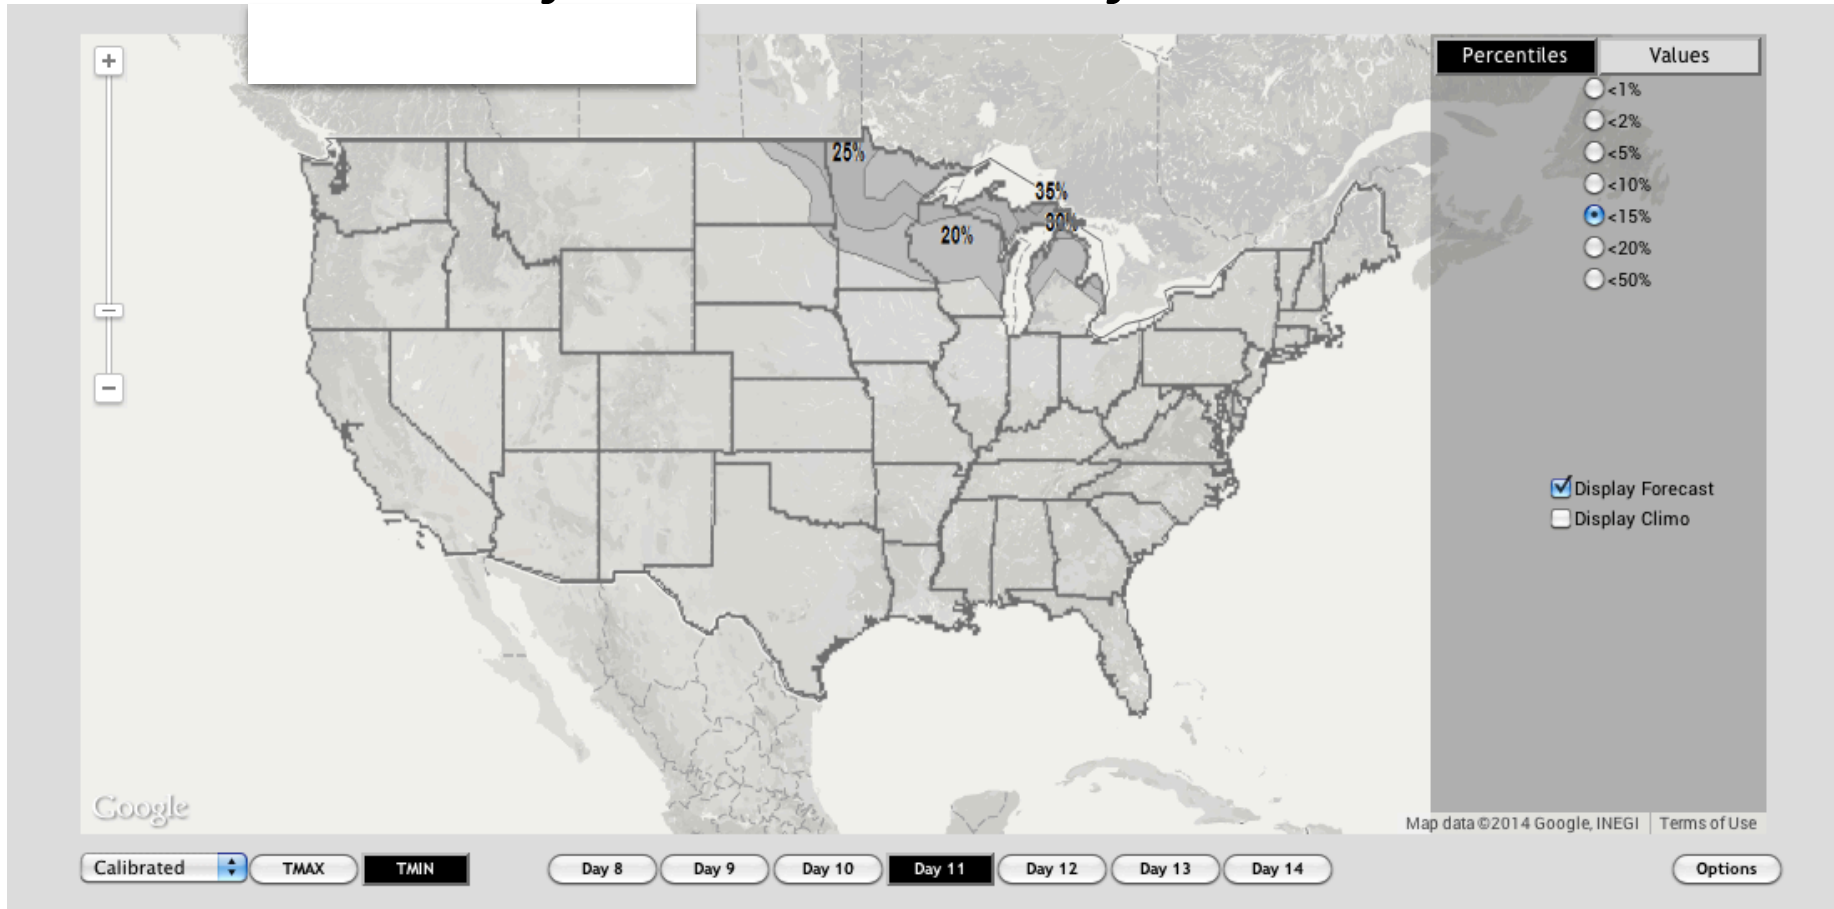 +
Percentiles Values
<1%
<2%
<5%
<10%
<15%
<20%
<50%
25%
35%
30%
20%
Display Forecast
Display Climo
Google
Map data ©2014 Google, INEGI Terms of Use
Calibrated TMAX TMIN Day 8 Day 9 Day 10 Day 11 Day 12 Day 13 Day 14 Options